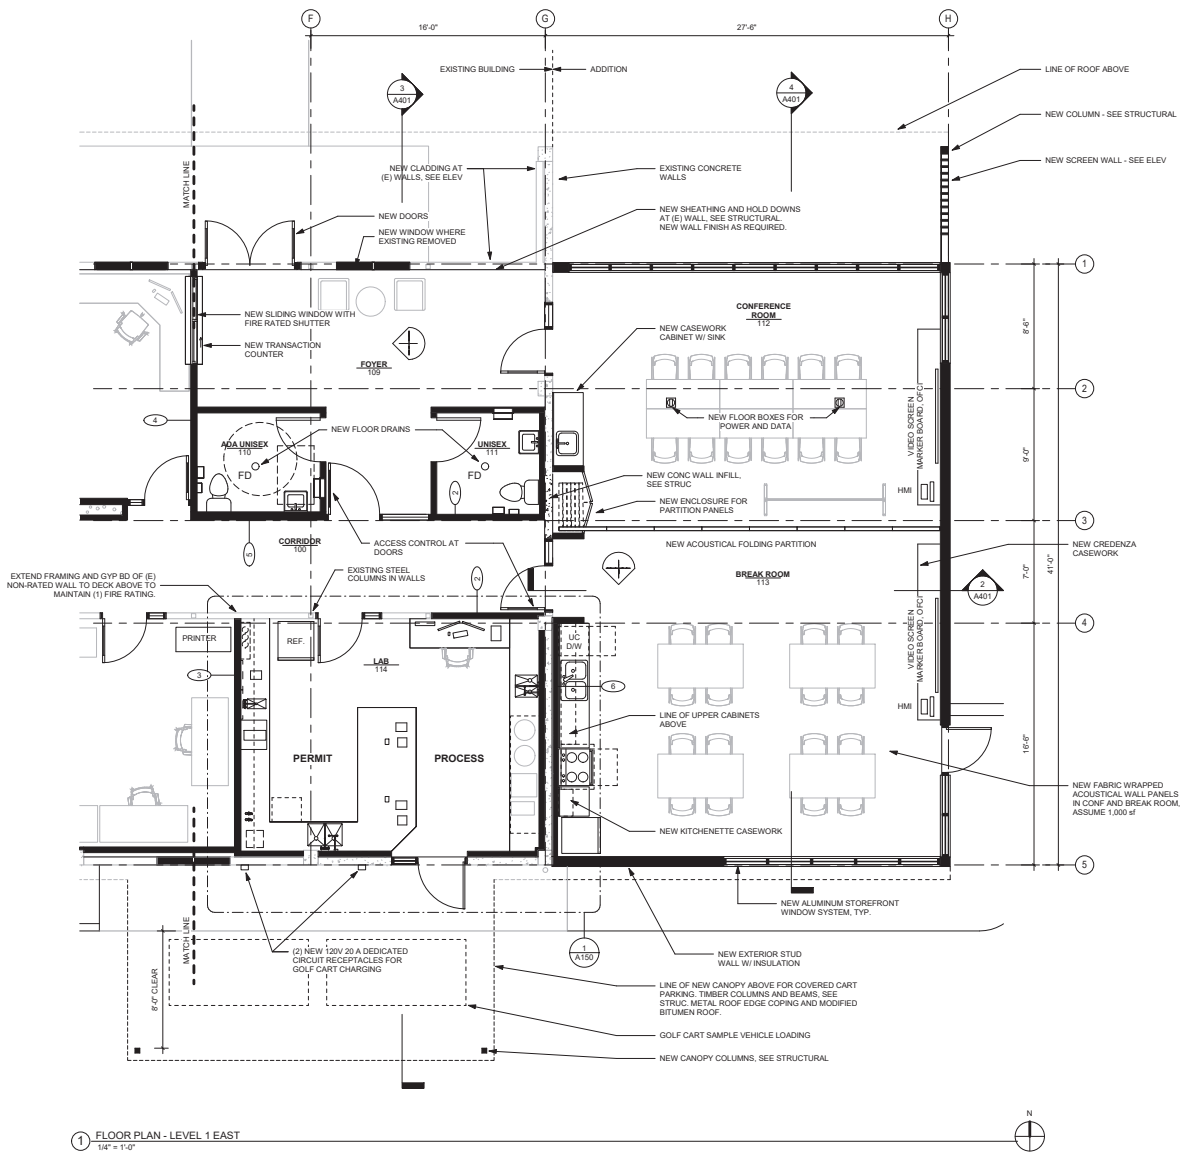 F
G
H
16'-0"
27'-6"
EXISTING BUILDING
ADDITION
LINE OF ROOF ABOVE
3
A401
4
A401
NEW COLUMN - SEE STRUCTURAL
NEW SCREEN WALL - SEE ELEV
MATCH LINE
NEW CLADDING AT
(E) WALLS, SEE ELEV
EXISTING CONCRETE
WALLS
NEW DOORS
NEW WINDOW WHERE
EXISTING REMOVED
NEW SHEATHING AND HOLD DOWNS
AT (E) WALL, SEE STRUCTURAL.
NEW WALL FINISH AS REQUIRED.
1
NEW SLIDING WINDOW WITH
FIRE RATED SHUTTER
NEW TRANSACTION
COUNTER
CONFERENCE
ROOM
112
NEW CASEWORK
CABINET W/ SINK
8'-6"
FOYER
109
2
VIDEO SCREEN
MARKER BOARD, OFCI
NEW FLOOR BOXES FOR
POWER AND DATA
4
NEW FLOOR DRAINS
ADA UNISEX
110
UNISEX
111
FD
FD
9'-0"
NEW CONC WALL INFILL,
SEE STRUC
HMI
2
NEW ENCLOSURE FOR
PARTITION PANELS
3
CORRIDOR
100
5
ACCESS CONTROL AT
DOORS
NEW ACOUSTICAL FOLDING PARTITION
NEW CREDENZA
CASEWORK
EXISTING STEEL
COLUMNS IN WALLS
2
BREAK ROOM
113
7'-0"
41'-0"
2
A401
EXTEND FRAMING AND GYP BD OF (E)
NON-RATED WALL TO DECK ABOVE TO
MAINTAIN (1) FIRE RATING.
4
PRINTER
REF.
UC
D/W
VIDEO SCREEN
MARKER BOARD, OFCI
LAB
114
3
6
HMI
LINE OF UPPER CABINETS
ABOVE
PERMIT
PROCESS
16'-6"
NEW FABRIC WRAPPED
ACOUSTICAL WALL PANELS
IN CONF AND BREAK ROOM,
ASSUME 1,000 sf
NEW KITCHENETTE CASEWORK
5
NEW ALUMINUM STOREFRONT
WINDOW SYSTEM, TYP.
MATCH LINE
1
A150
(2) NEW 120V 20 A DEDICATED
CIRCUIT RECEPTACLES FOR
GOLF CART CHARGING
NEW EXTERIOR STUD
WALL W/ INSULATION
8'-0" CLEAR
LINE OF NEW CANOPY ABOVE FOR COVERED CART
PARKING. TIMBER COLUMNS AND BEAMS, SEE
STRUC. METAL ROOF EDGE COPING AND MODIFIED
BITUMEN ROOF.
GOLF CART SAMPLE VEHICLE LOADING
NEW CANOPY COLUMNS, SEE STRUCTURAL
N
1
FLOOR PLAN - LEVEL 1 EAST
1/4" = 1'-0"